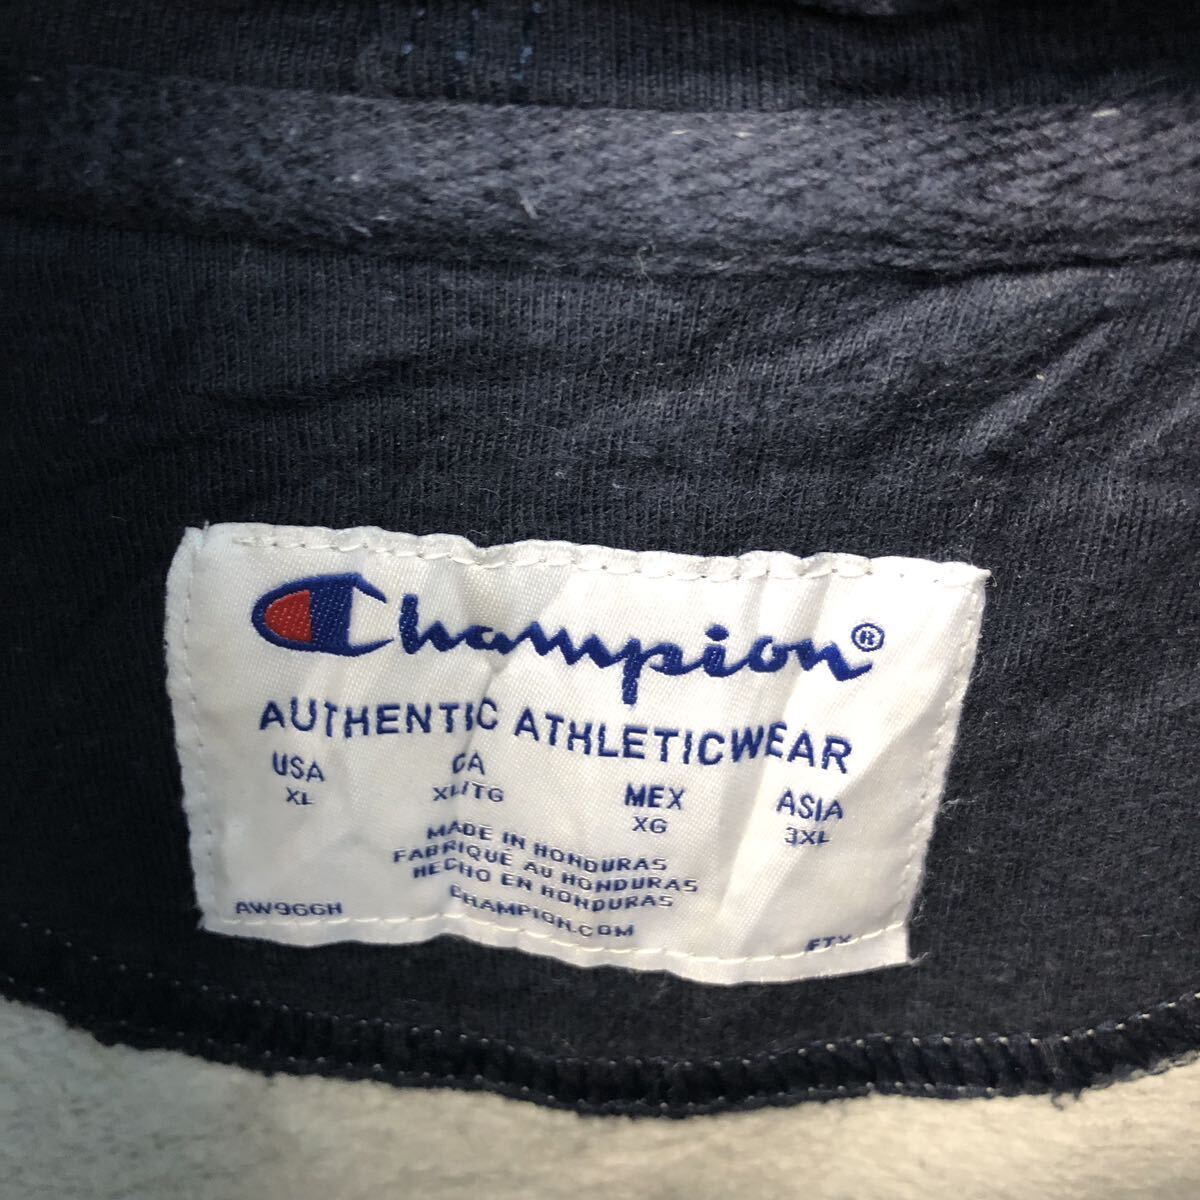 Champion®
AUTHENTIC ATHLETICWEAR
USA CA MEX ASIA
XL XL/TG XG 3XL
MADE IN HONDURAS
FABRIQUÉ AU HONDURAS
HECHO EN HONDURAS
CHAMPION.COM
AW966H